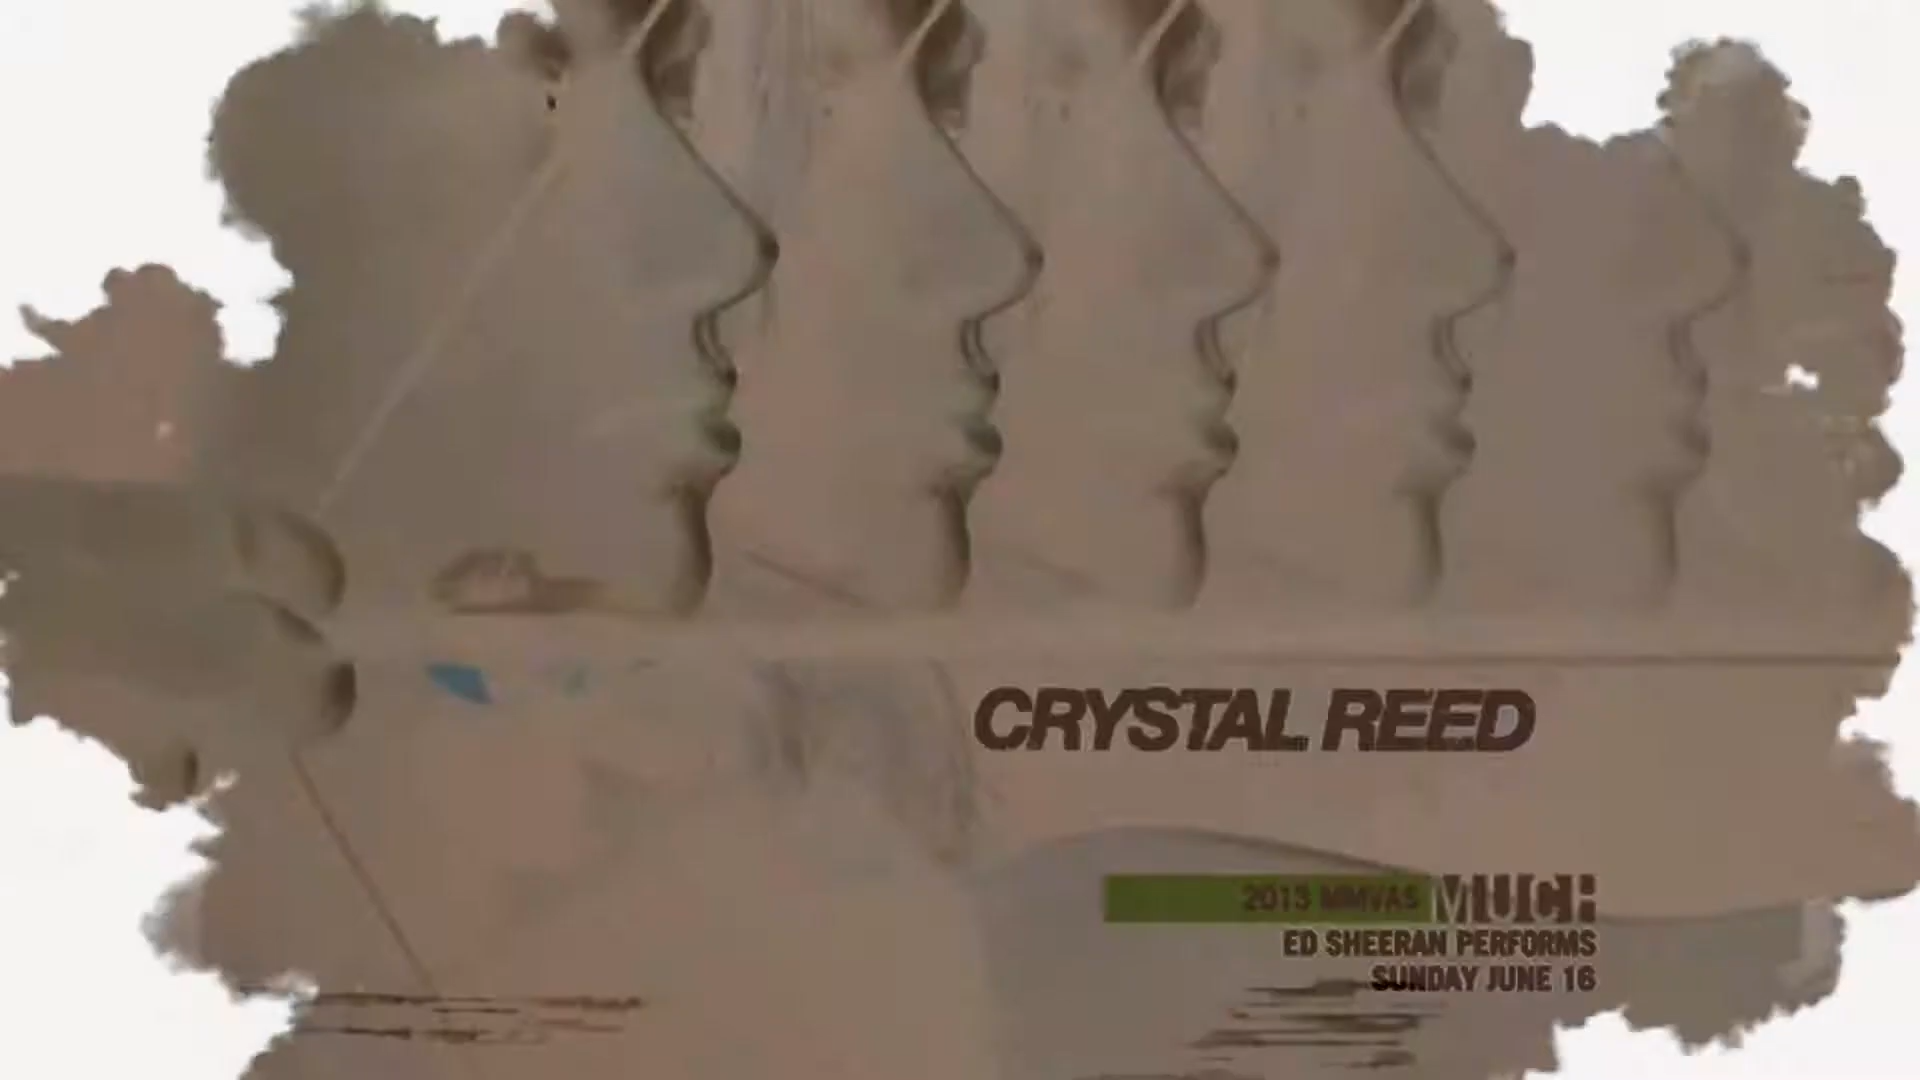 CRYSTAL REED
2013 MMVAS MUCH
ED SHEERAN PERFORMS
SUNDAY JUNE 16